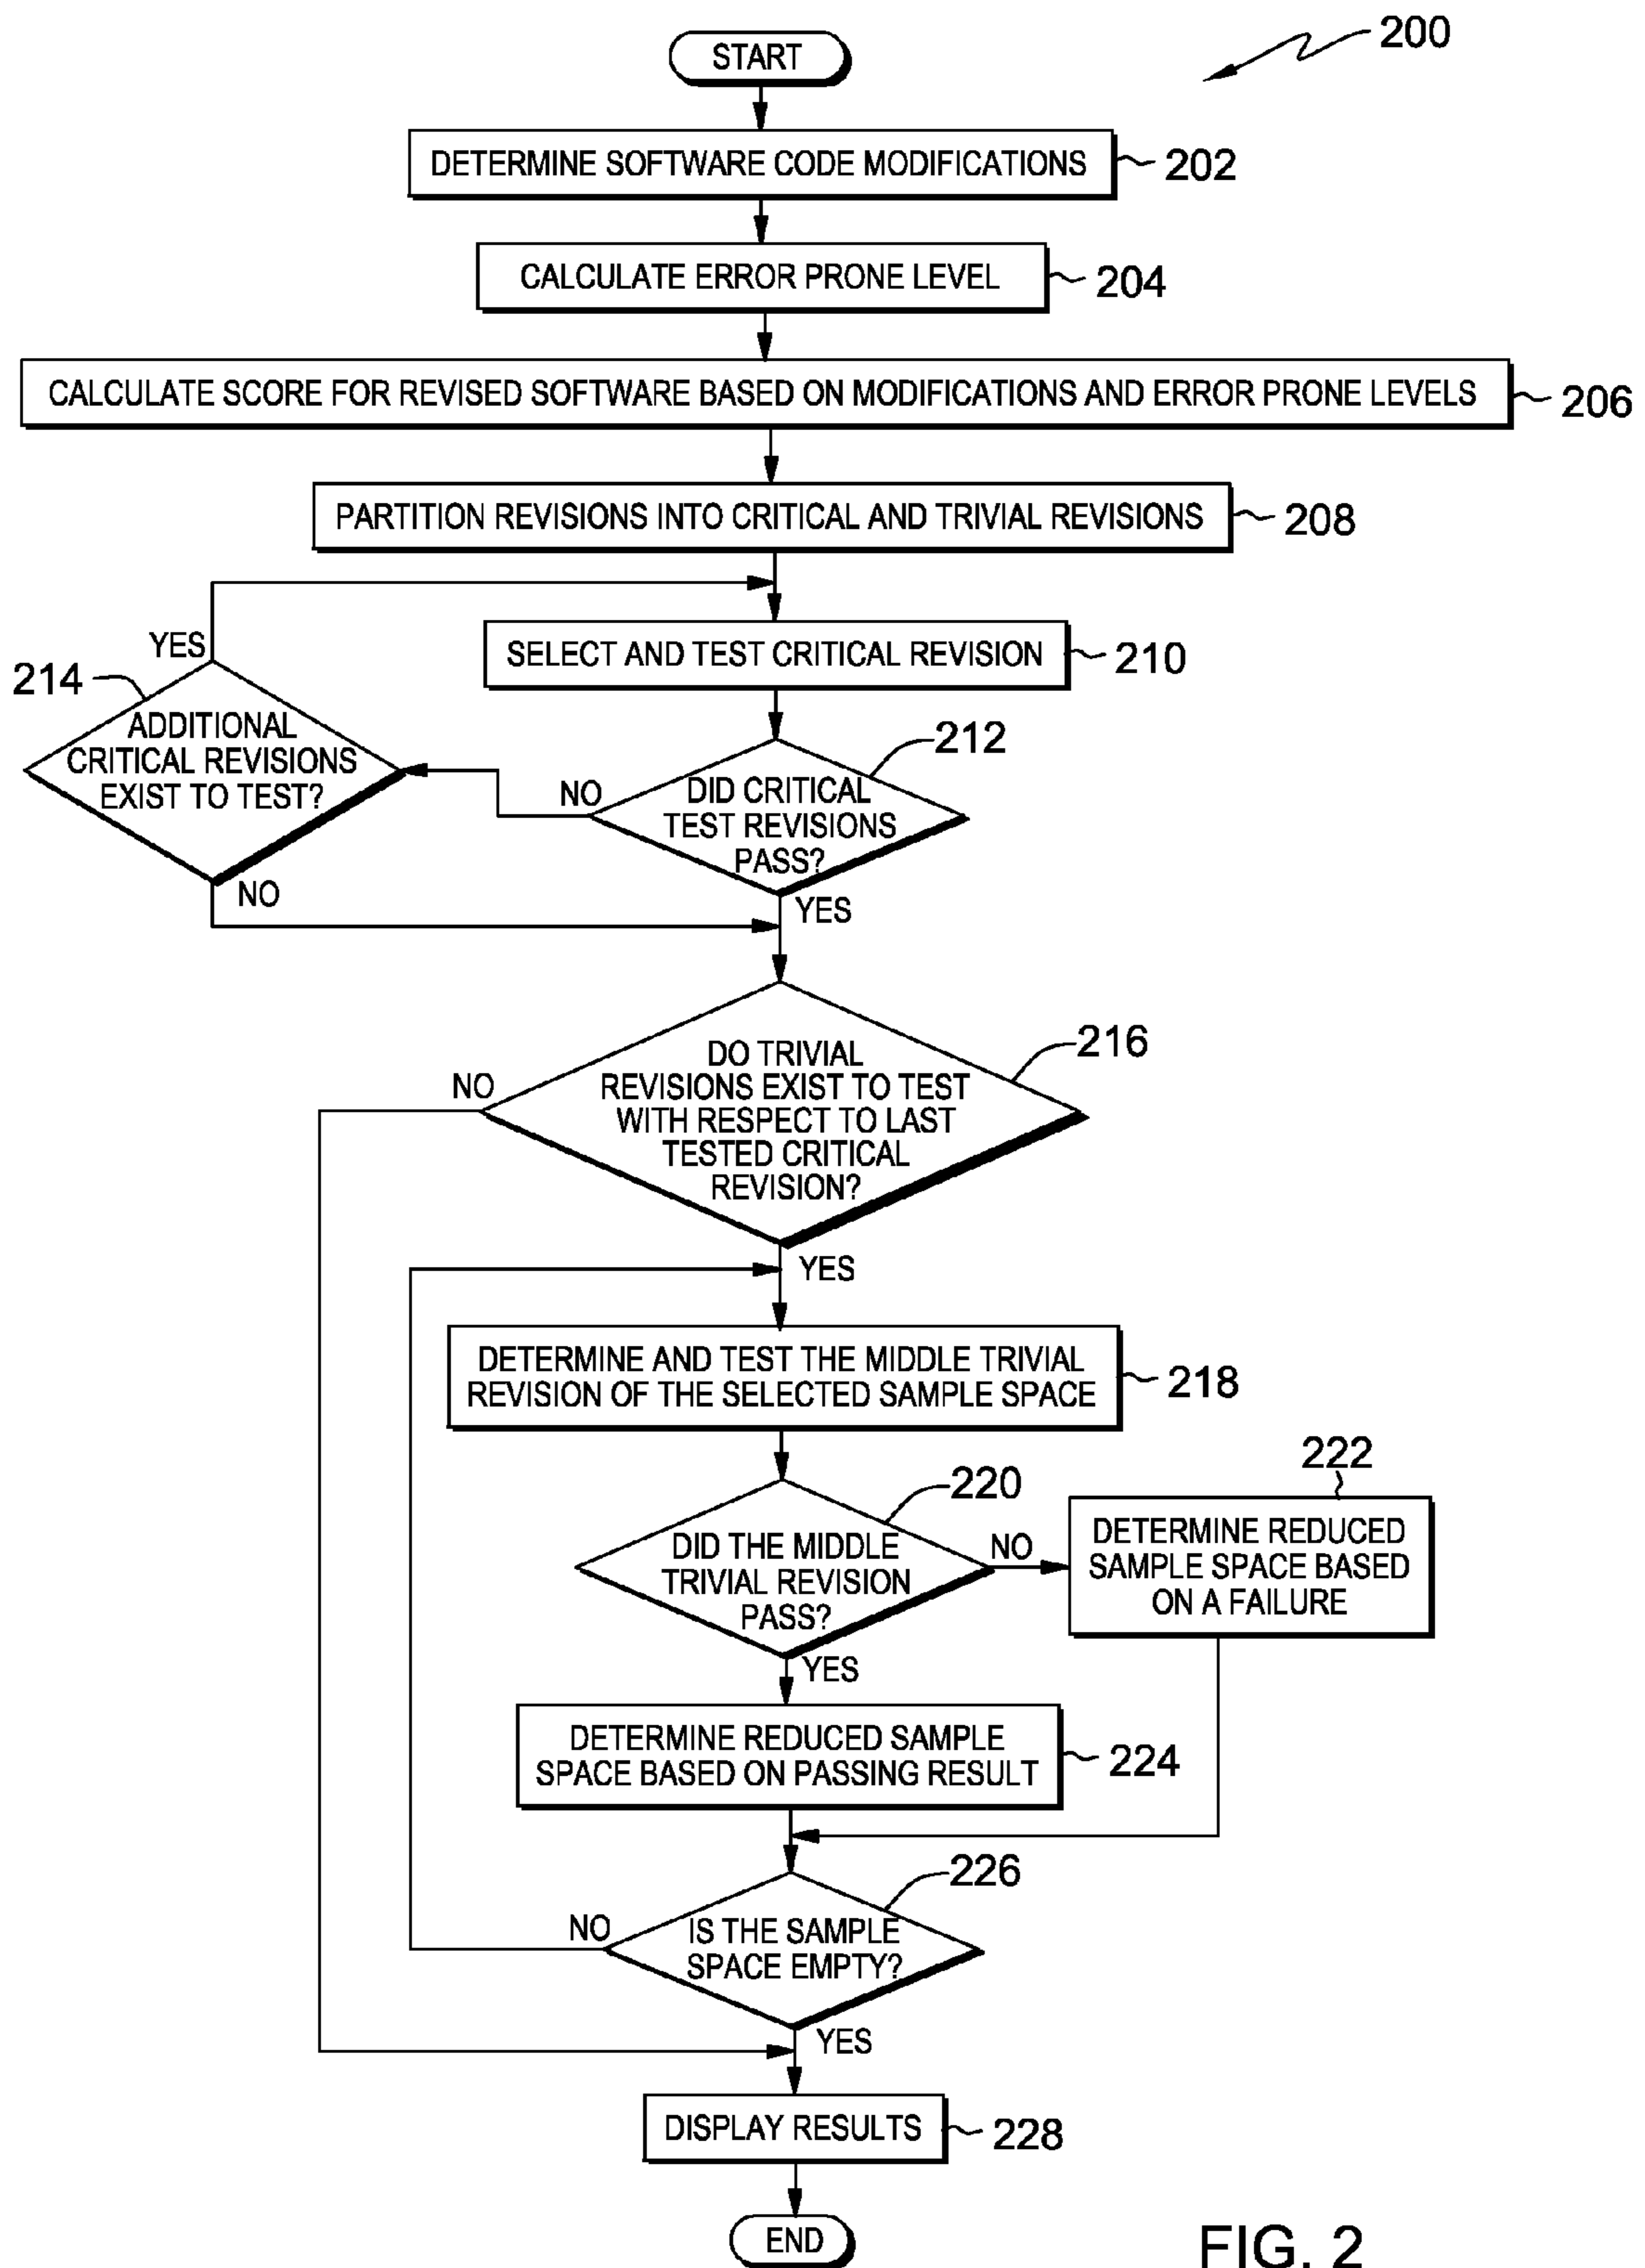 200
START
DETERMINE SOFTWARE CODE MODIFICATIONS
202
CALCULATE ERROR PRONE LEVEL
204
CALCULATE SCORE FOR REVISED SOFTWARE BASED ON MODIFICATIONS AND ERROR PRONE LEVELS
206
PARTITION REVISIONS INTO CRITICAL AND TRIVIAL REVISIONS
208
YES
SELECT AND TEST CRITICAL REVISION
210
214
ADDITIONAL
CRITICAL REVISIONS
EXIST TO TEST?
NO
212
DID CRITICAL
TEST REVISIONS
PASS?
NO
YES
216
DO TRIVIAL
REVISIONS EXIST TO TEST
WITH RESPECT TO LAST
TESTED CRITICAL
REVISION?
NO
YES
DETERMINE AND TEST THE MIDDLE TRIVIAL
REVISION OF THE SELECTED SAMPLE SPACE
218
220
DID THE MIDDLE
TRIVIAL REVISION
PASS?
NO
222
DETERMINE REDUCED
SAMPLE SPACE BASED
ON A FAILURE
YES
DETERMINE REDUCED SAMPLE
SPACE BASED ON PASSING RESULT
224
226
NO
IS THE SAMPLE
SPACE EMPTY?
YES
DISPLAY RESULTS
228
END
FIG. 2